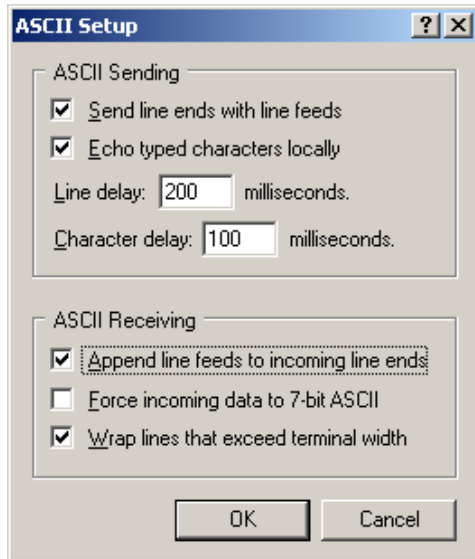 ASCII Setup
ASCII Sending
Send line ends with line feeds
Echo typed characters locally
Line delay: 200 milliseconds.
Character delay: 100 milliseconds.
ASCII Receiving
Append line feeds to incoming line ends
Force incoming data to 7-bit ASCII
Wrap lines that exceed terminal width
OK Cancel